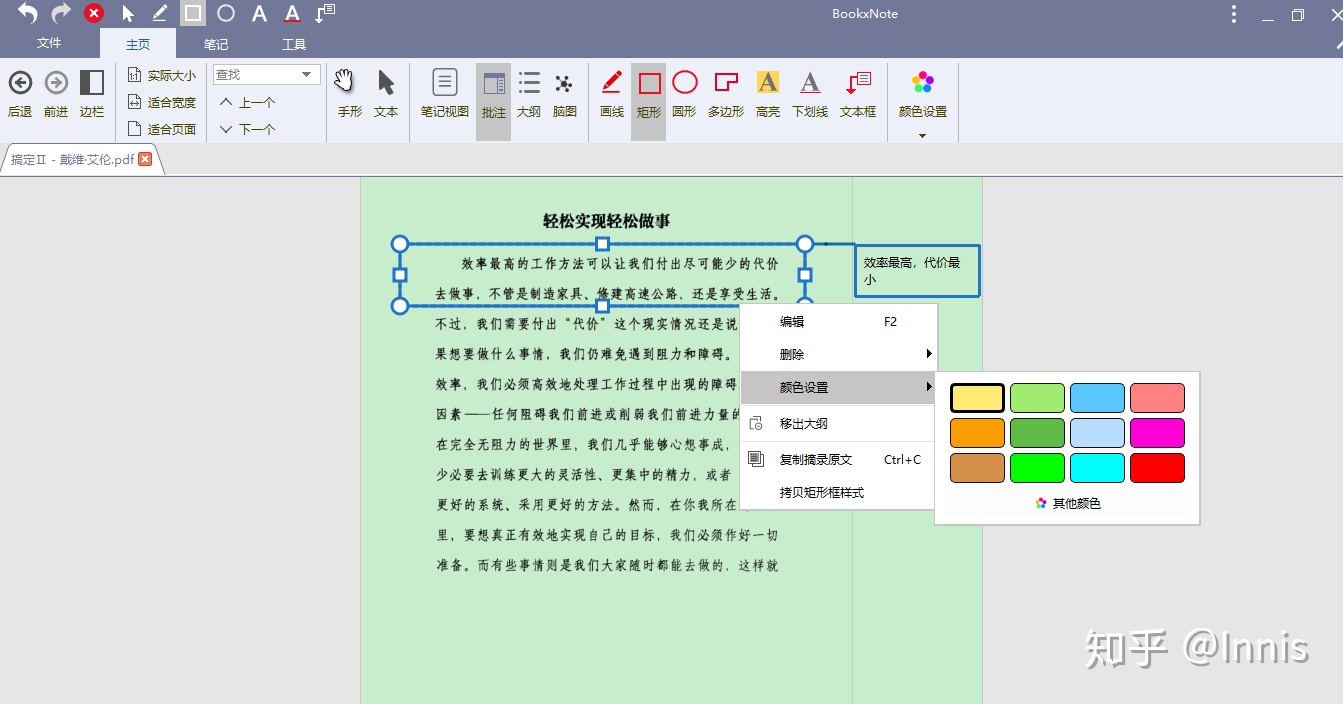 BookxNote
文件 主页 笔记 工具
后退 前进 边栏
实际大小
适合宽度
适合页面
查找
上一个
下一个
手形 文本
笔记视图 批注 大纲 脑图
画线 矩形 圆形 多边形 高亮 下划线 文本框
颜色设置
搞定Ⅱ - 戴维·艾伦.pdf
轻松实现轻松做事
效率最高的工作方法可以让我们付出尽可能少的代价
去做事，不管是制造家具、修建高速公路，还是享受生活。
不过，我们需要付出“代价”这个现实情况还是说
果想要做什么事情，我们仍难免遇到阻力和障碍。
效率，我们必须高效地处理工作过程中出现的障碍
因素——任何阻碍我们前进或削弱我们前进力量的
在完全无阻力的世界里，我们几乎能够心想事成，
少必要去训练更大的灵活性、更集中的精力，或者
更好的系统、采用更好的方法。然而，在你我所在
里，要想真正有效地实现自己的目标，我们必须作好一切
准备。而有些事情则是我们大家随时都能去做的，这样就
效率最高，代价最
小
编辑 F2
删除
颜色设置
移出大纲
复制摘录原文 Ctrl+C
拷贝矩形框样式
其他颜色
知乎 @Innis